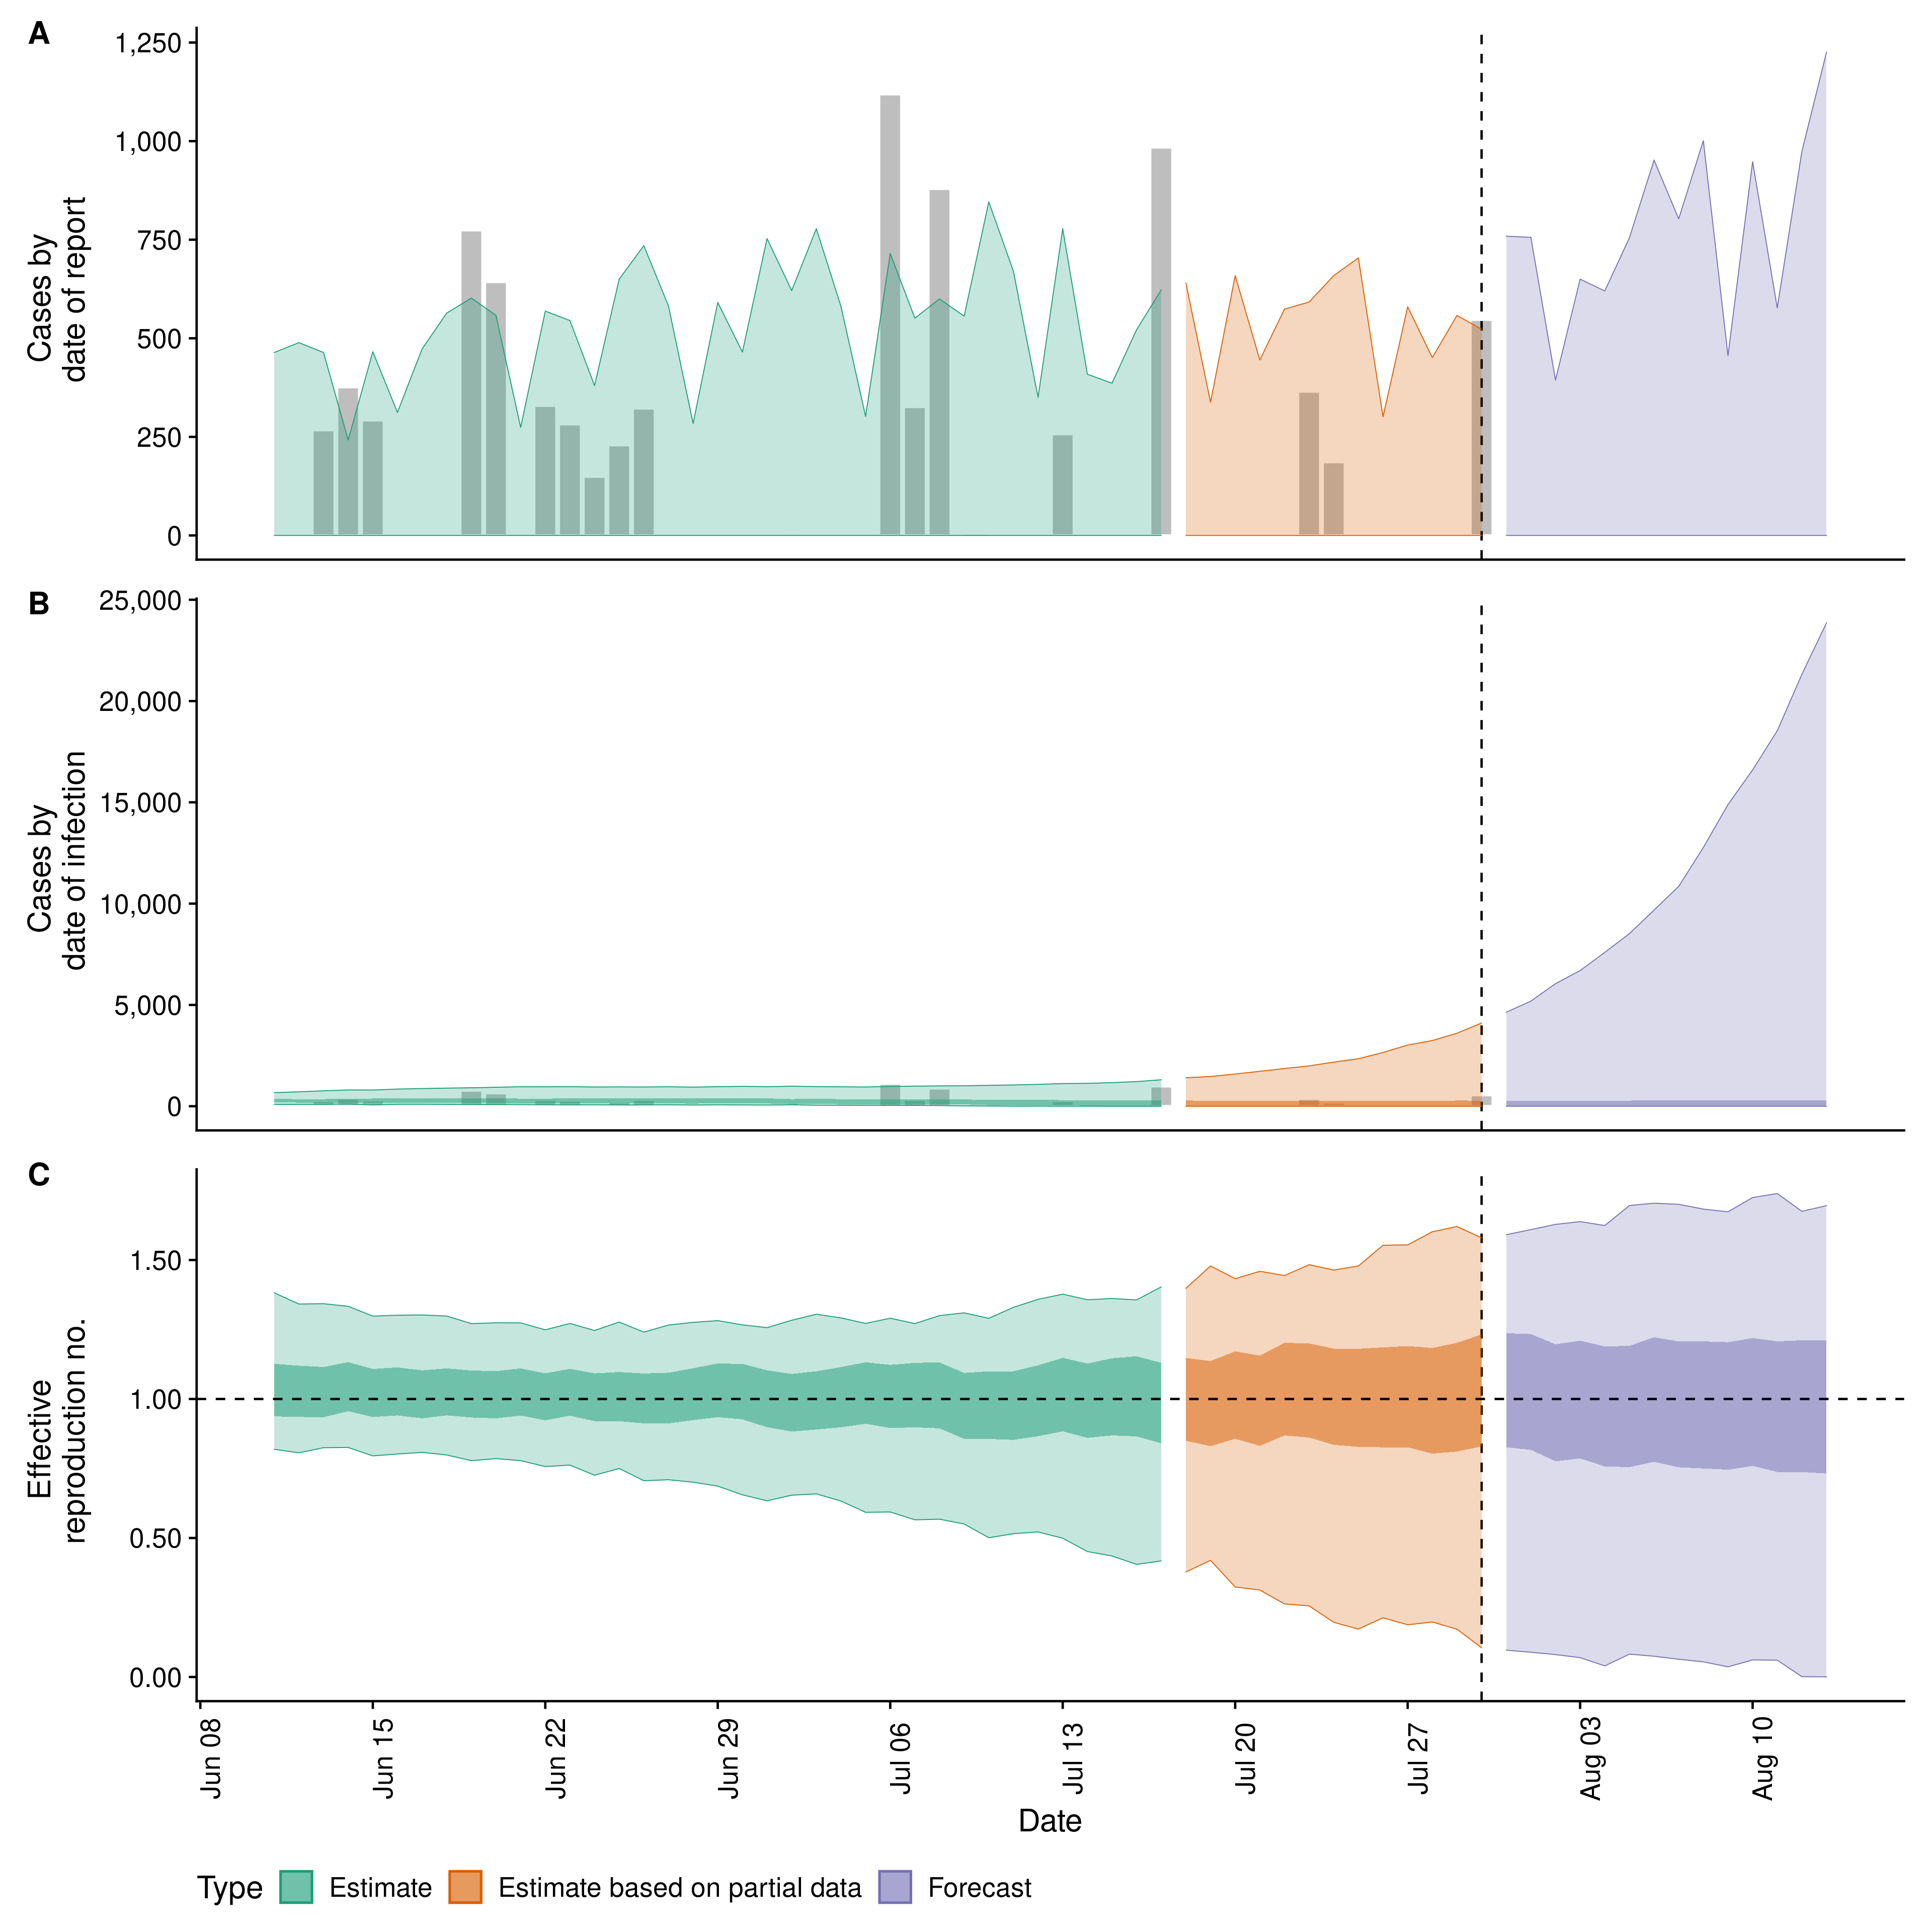 A
1,250
1,000
750
500
250
0
Cases by
date of report
B
25,000
20,000
15,000
10,000
5,000
0
Cases by
date of infection
C
1.50
1.00
0.50
0.00
Effective
reproduction no.
Jun 08
Jun 15
Jun 22
Jun 29
Jul 06
Jul 13
Jul 20
Jul 27
Aug 03
Aug 10
Date
Type Estimate Estimate based on partial data Forecast